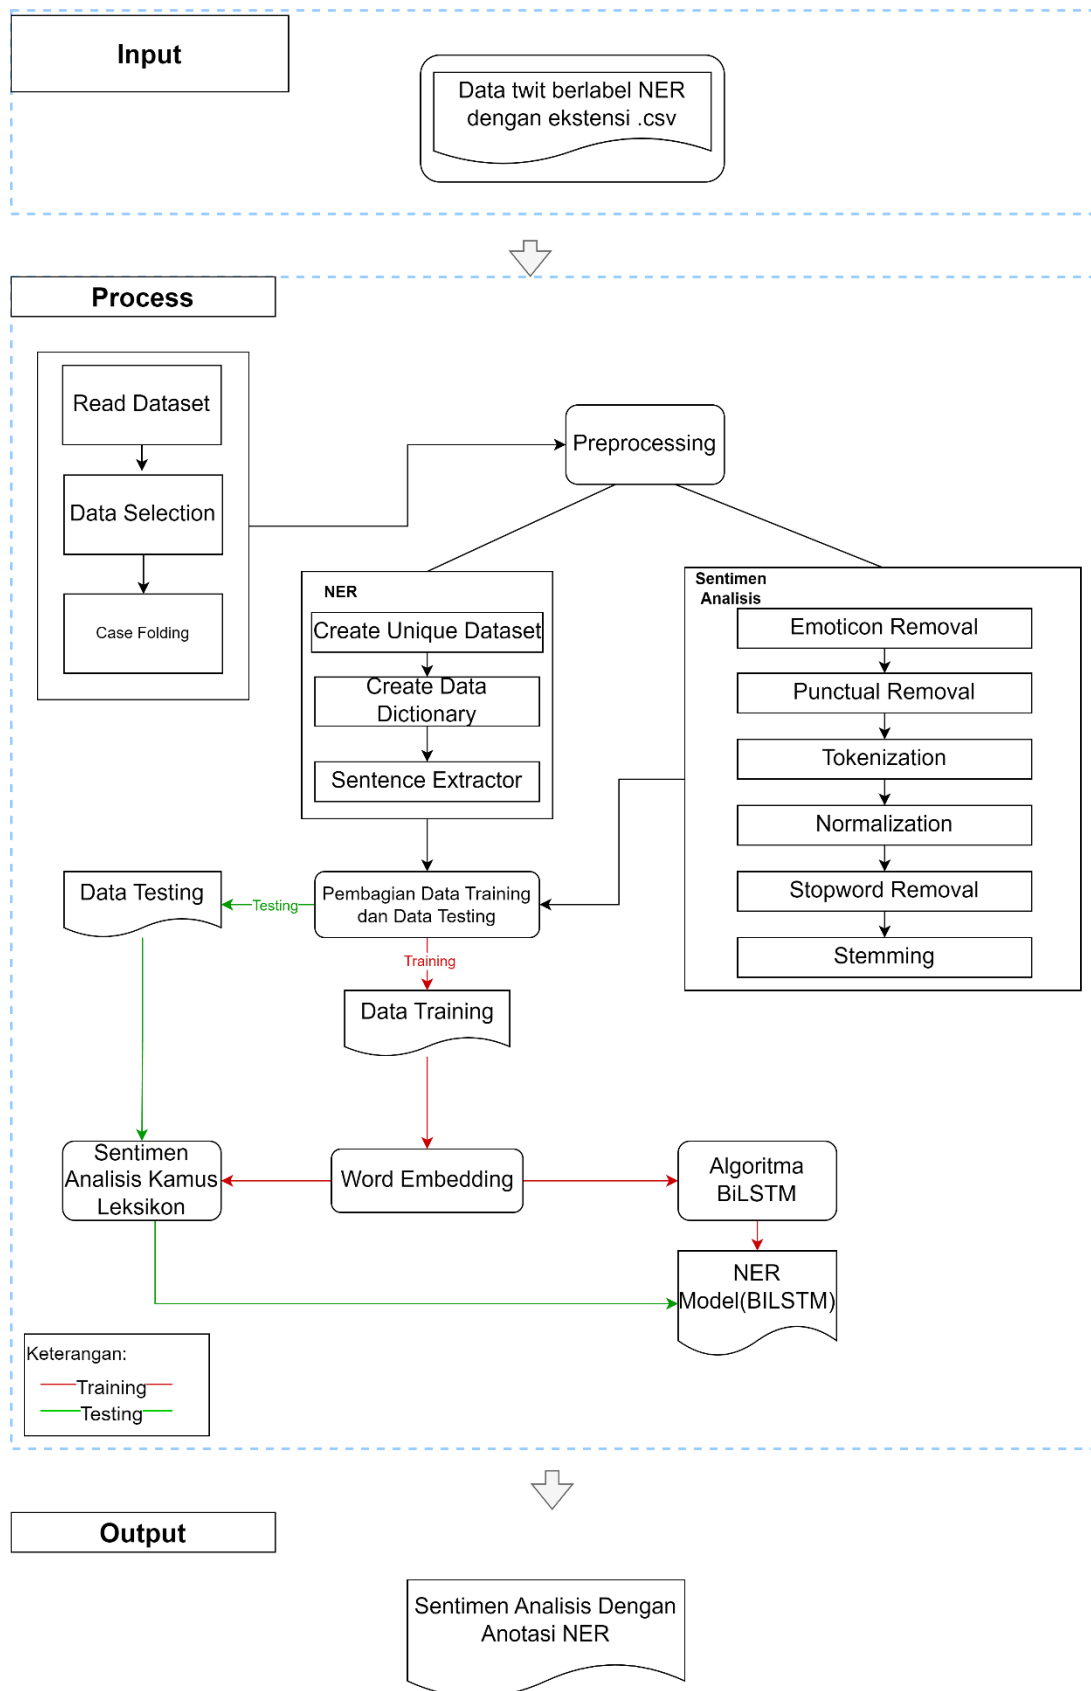 Input
Data twit berlabel NER
dengan ekstensi .csv
Process
Read Dataset
Data Selection
Case Folding
Preprocessing
NER
Create Unique Dataset
Create Data
Dictionary
Sentence Extractor
Sentimen
Analisis
Emoticon Removal
Punctual Removal
Tokenization
Normalization
Stopword Removal
Stemming
Pembagian Data Training
dan Data Testing
Testing
Data Testing
Training
Data Training
Sentimen
Analisis Kamus
Leksikon
Word Embedding
Algoritma
BiLSTM
NER
Model(BILSTM)
Keterangan:
Training
Testing
Output
Sentimen Analisis Dengan
Anotasi NER